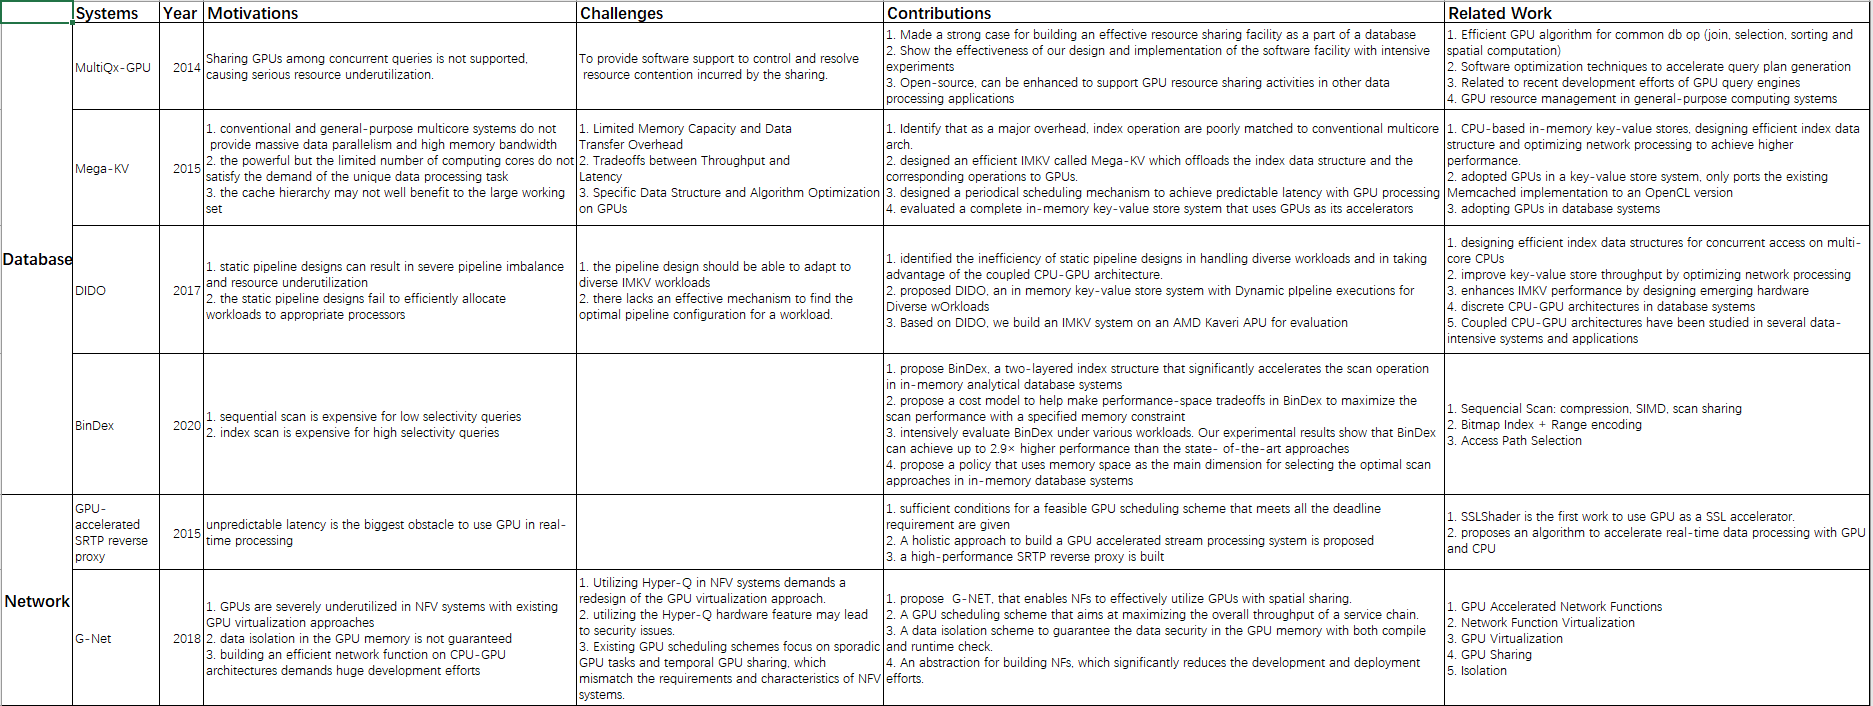 Systems
Year
Motivations
Challenges
Contributions
Related Work
Database
MultiQx-GPU
2014
Sharing GPUs among concurrent queries is not supported,
causing serious resource underutilization.
To provide software support to control and resolve
resource contention incurred by the sharing.
1. Made a strong case for building an effective resource sharing facility as a part of a database
2. Show the effectiveness of our design and implementation of the software facility with intensive
experiments
3. Open-source, can be enhanced to support GPU resource sharing activities in other data
processing applications
1. Efficient GPU algorithm for common db op (join, selection, sorting and
spatial computation)
2. Software optimization techniques to accelerate query plan generation
3. Related to recent development efforts of GPU query engines
4. GPU resource management in general-purpose computing systems
Mega-KV
2015
1. conventional and general-purpose multicore systems do not
provide massive data parallelism and high memory bandwidth
2. the powerful but the limited number of computing cores do not
satisfy the demand of the unique data processing task
3. the cache hierarchy may not well benefit to the large working
set
1. Limited Memory Capacity and Data
Transfer Overhead
2. Tradeoffs between Throughput and
Latency
3. Specific Data Structure and Algorithm Optimization
on GPUs
1. Identify that as a major overhead, index operation are poorly matched to conventional multicore
arch.
2. designed an efficient IMKV called Mega-KV which offloads the index data structure and the
corresponding operations to GPUs.
3. designed a periodical scheduling mechanism to achieve predictable latency with GPU processing
4. evaluated a complete in-memory key-value store system that uses GPUs as its accelerators
1. CPU-based in-memory key-value stores, designing efficient index data
structure and optimizing network processing to achieve higher
performance.
2. adopted GPUs in a key-value store system, only ports the existing
Memcached implementation to an OpenCL version
3. adopting GPUs in database systems
DIDO
2017
1. static pipeline designs can result in severe pipeline imbalance
and resource underutilization
2. the static pipeline designs fail to efficiently allocate
workloads to appropriate processors
1. the pipeline design should be able to adapt to
diverse IMKV workloads
2. there lacks an effective mechanism to find the
optimal pipeline configuration for a workload.
1. identified the inefficiency of static pipeline designs in handling diverse workloads and in taking
advantage of the coupled CPU-GPU architecture.
2. proposed DIDO, an in memory key-value store system with Dynamic pIpeline executions for
Diverse wOrkloads
3. Based on DIDO, we build an IMKV system on an AMD Kaveri APU for evaluation
1. designing efficient index data structures for concurrent access on multi-
core CPUs
2. improve key-value store throughput by optimizing network processing
3. enhances IMKV performance by designing emerging hardware
4. discrete CPU-GPU architectures in database systems
5. Coupled CPU-GPU architectures have been studied in several data-
intensive systems and applications
BinDex
2020
1. sequential scan is expensive for low selectivity queries
2. index scan is expensive for high selectivity queries
1. propose BinDex, a two-layered index structure that significantly accelerates the scan operation
in in-memory analytical database systems
2. propose a cost model to help make performance-space tradeoffs in BinDex to maximize the
scan performance with a specified memory constraint
3. intensively evaluate BinDex under various workloads. Our experimental results show that BinDex
can achieve up to 2.9× higher performance than the state- of-the-art approaches
4. propose a policy that uses memory space as the main dimension for selecting the optimal scan
approaches in in-memory database systems
1. Sequencial Scan: compression, SIMD, scan sharing
2. Bitmap Index + Range encoding
3. Access Path Selection
Network
GPU-
accelerated
SRTP reverse
proxy
2015
unpredictable latency is the biggest obstacle to use GPU in real-
time processing
1. sufficient conditions for a feasible GPU scheduling scheme that meets all the deadline
requirement are given
2. A holistic approach to build a GPU accelerated stream processing system is proposed
3. a high-performance SRTP reverse proxy is built
1. SSLShader is the first work to use GPU as a SSL accelerator.
2. proposes an algorithm to accelerate real-time data processing with GPU
and CPU
G-Net
2018
1. GPUs are severely underutilized in NFV systems with existing
GPU virtualization approaches
2. data isolation in the GPU memory is not guaranteed
3. building an efficient network function on CPU-GPU
architectures demands huge development efforts
1. Utilizing Hyper-Q in NFV systems demands a
redesign of the GPU virtualization approach.
2. utilizing the Hyper-Q hardware feature may lead
to security issues.
3. Existing GPU scheduling schemes focus on sporadic
GPU tasks and temporal GPU sharing, which
mismatch the requirements and characteristics of NFV
systems.
1. propose G-NET, that enables NFs to effectively utilize GPUs with spatial sharing.
2. A GPU scheduling scheme that aims at maximizing the overall throughput of a service chain.
3. A data isolation scheme to guarantee the data security in the GPU memory with both compile
and runtime check.
4. An abstraction for building NFs, which significantly reduces the development and deployment
efforts.
1. GPU Accelerated Network Functions
2. Network Function Virtualization
3. GPU Virtualization
4. GPU Sharing
5. Isolation